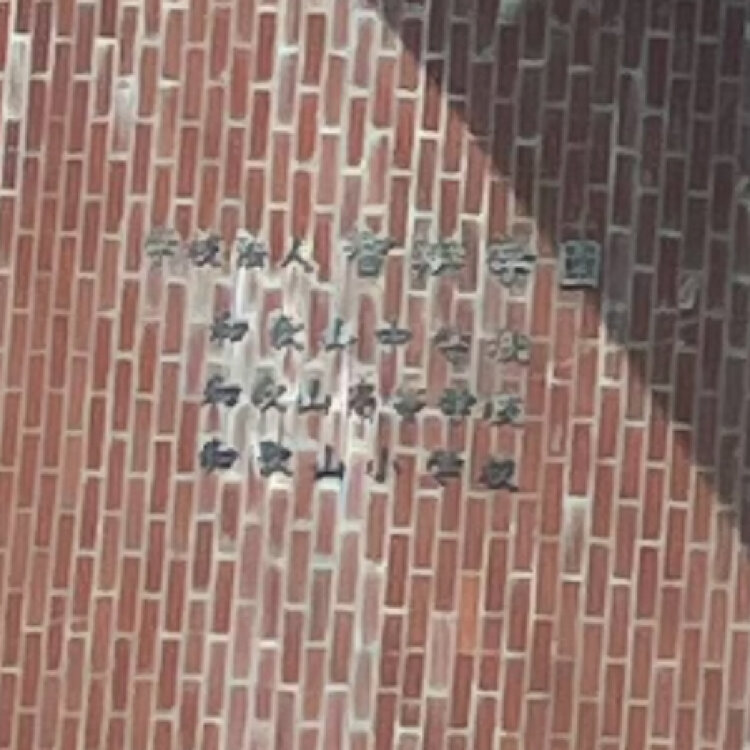 学校法人 智辯学園
和歌山中学校
和歌山高等学校
和歌山小学校